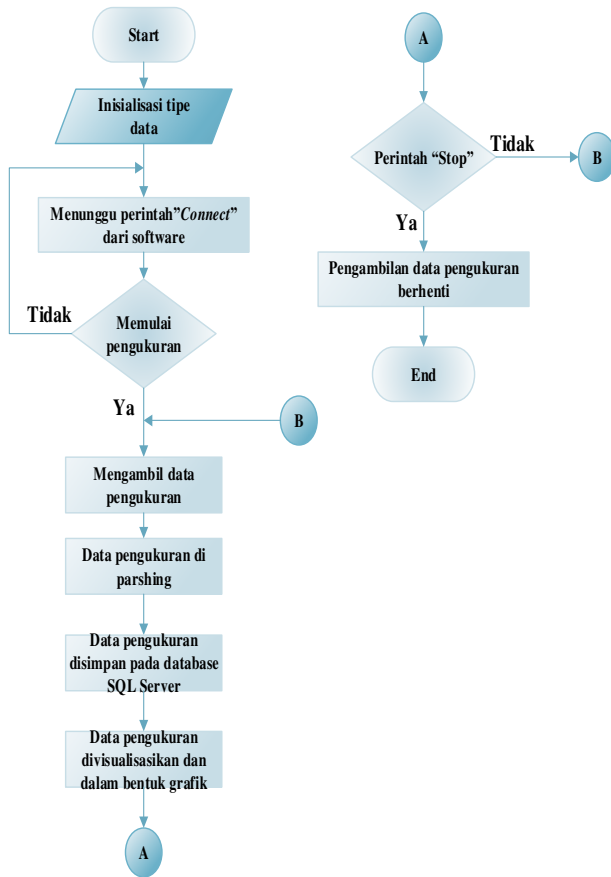 Start
Inisialisasi tipe
data
Menunggu perintah”Connect”
dari software
Tidak
Memulai
pengukuran
Ya
B
Mengambil data
pengukuran
Data pengukuran di
parshing
Data pengukuran
disimpan pada database
SQL Server
Data pengukuran
divisualisasikan dan
dalam bentuk grafik
A
A
Perintah “Stop”
Tidak
B
Ya
Pengambilan data pengukuran
berhenti
End